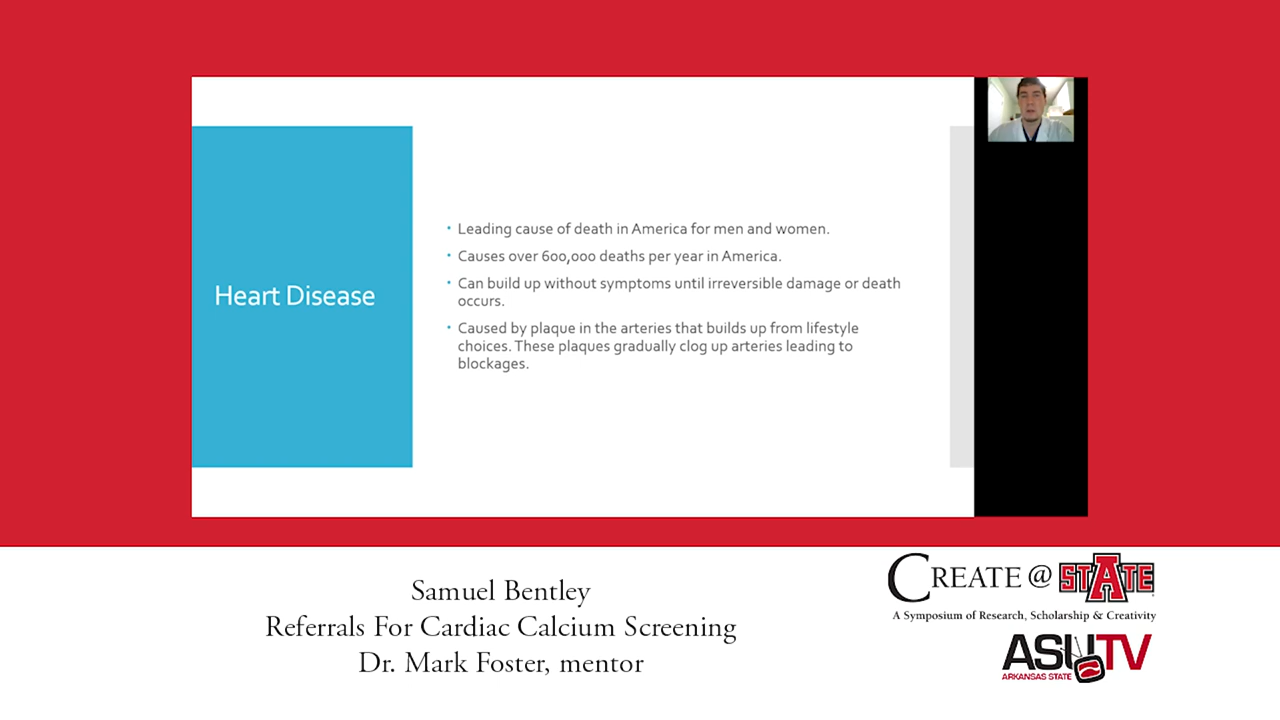 Heart Disease
• Leading cause of death in America for men and women.
• Causes over 600,000 deaths per year in America.
• Can build up without symptoms until irreversible damage or death
occurs.
• Caused by plaque in the arteries that builds up from lifestyle
choices. These plaques gradually clog up arteries leading to
blockages.
Samuel Bentley
Referrals For Cardiac Calcium Screening
Dr. Mark Foster, mentor
CREATE @ STATE
A Symposium of Research, Scholarship & Creativity
ASUTV
ARKANSAS STATE